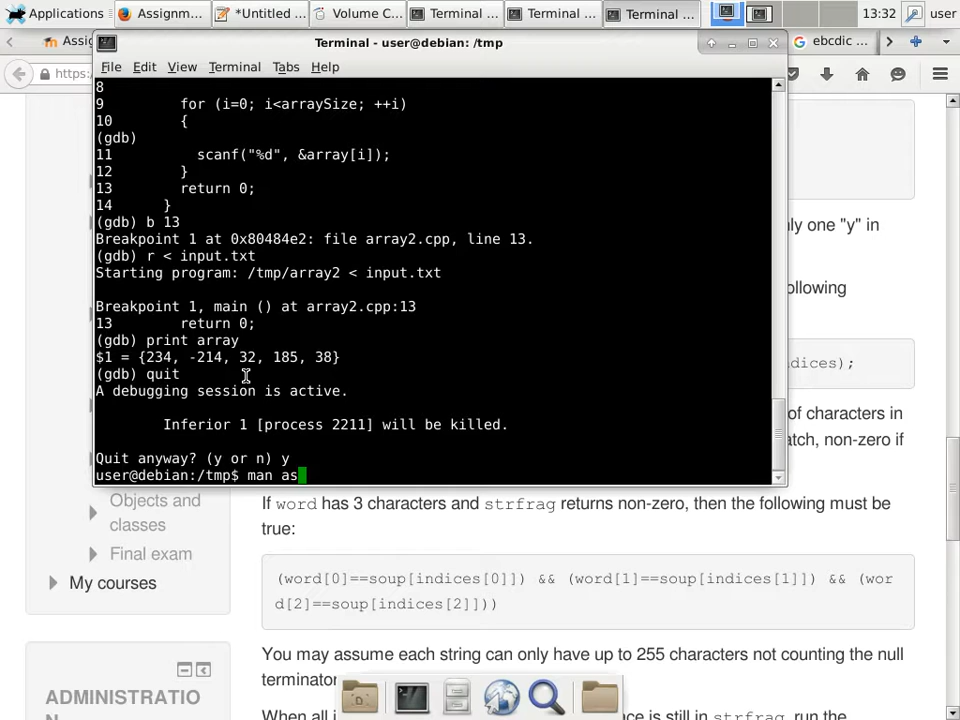 Applications
Assignm...
*Untitled ...
Volume C...
Terminal ...
Terminal ...
Terminal ...
13:32
user
Assig
ebcdic ...
https:
Terminal - user@debian: /tmp
File Edit View Terminal Tabs Help
8
9 for (i=0; i<arraySize; ++i)
10 {
(gdb)
11 scanf("%d", &array[i]);
12 }
13 return 0;
14 }
(gdb) b 13
Breakpoint 1 at 0x80484e2: file array2.cpp, line 13.
(gdb) r < input.txt
Starting program: /tmp/array2 < input.txt
Breakpoint 1, main () at array2.cpp:13
13 return 0;
(gdb) print array
$1 = {234, -214, 32, 185, 38}
(gdb) quit
A debugging session is active.
Inferior 1 [process 2211] will be killed.
Quit anyway? (y or n) y
user@debian:/tmp$ man as
nly one "y" in
ollowing
dices);
of characters in
atch, non-zero if
If word has 3 characters and strfrag returns non-zero, then the following must be
true:
(word[0]==soup[indices[0]]) && (word[1]==soup[indices[1]]) && (wor
d[2]==soup[indices[2]]))
You may assume each string can only have up to 255 characters not counting the null
terminator
Objects and
classes
Final exam
My courses
ADMINISTRATIO
N